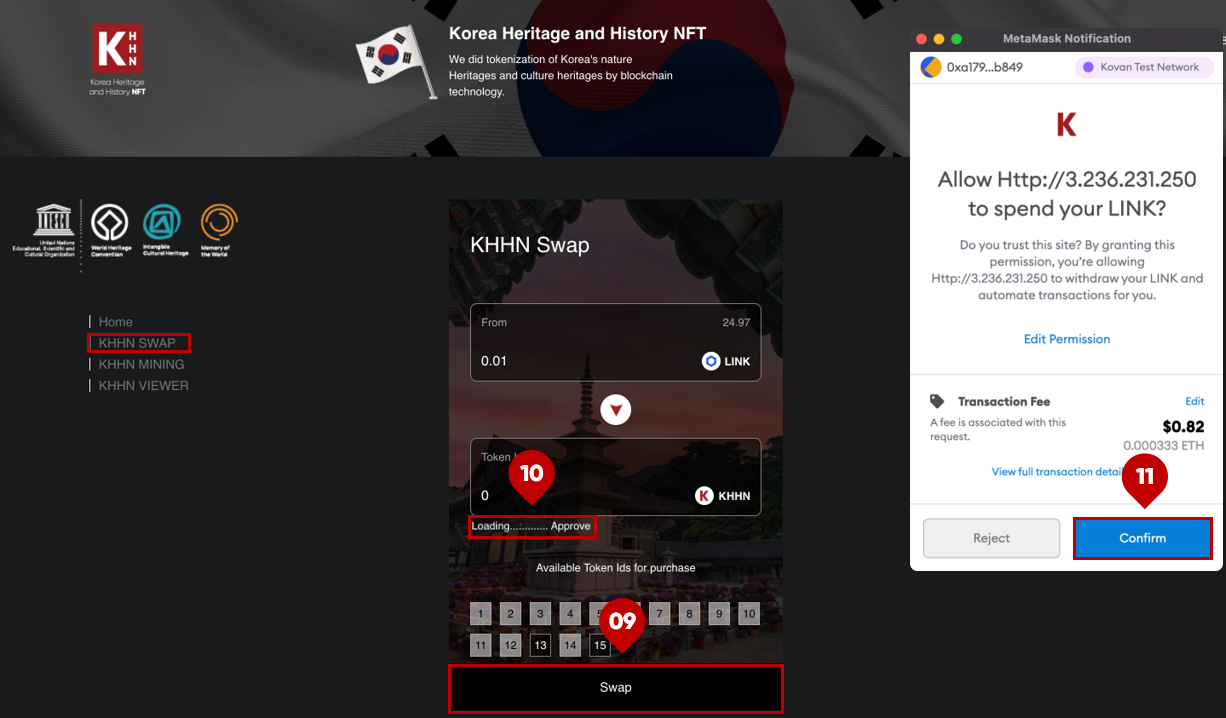 K
H
H
N
Korea Heritage
and History NFT
Korea Heritage and History NFT
We did tokenization of Korea's nature
Heritages and culture heritages by blockchain
technology.
UNESCO
United Nations
Educational, Scientific and
Cultural Organization
World Heritage
Convention
Intangible
Cultural Heritage
Memory of
the World
Home
KHHN SWAP
KHHN MINING
KHHN VIEWER
KHHN Swap
From
24.97
0.01
LINK
Token I
10
0
K KHHN
Loading............. Approve
Available Token Ids for purchase
1 2 3 4 5 7 8 9 10
11 12 13 14 15
09
Swap
MetaMask Notification
0xa179...b849
Kovan Test Network
K
Allow Http://3.236.231.250
to spend your LINK?
Do you trust this site? By granting this
permission, you're allowing
Http://3.236.231.250 to withdraw your LINK and
automate transactions for you.
Edit Permission
Transaction Fee
Edit
A fee is associated with this
request.
$0.82
0.000333 ETH
View full transaction detai
11
Reject
Confirm